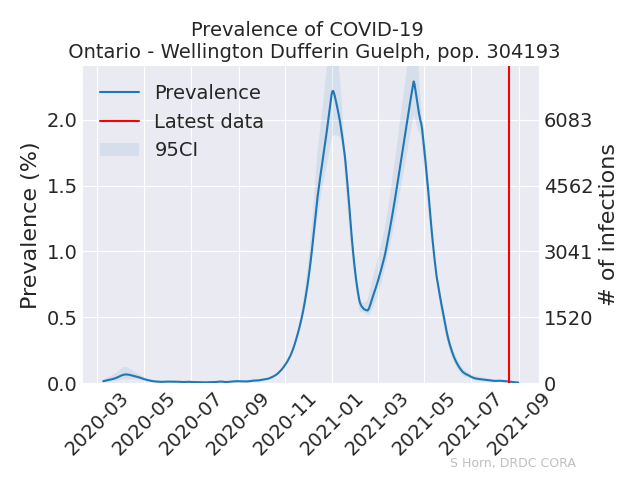 Prevalence of COVID-19
Ontario - Wellington Dufferin Guelph, pop. 304193
Prevalence
Latest data
95CI
Prevalence (%)
2.0
1.5
1.0
0.5
0.0
6083
4562
3041
1520
0
# of infections
2020-03
2020-05
2020-07
2020-09
2020-11
2021-01
2021-03
2021-05
2021-07
2021-09
S Horn, DRDC CORA